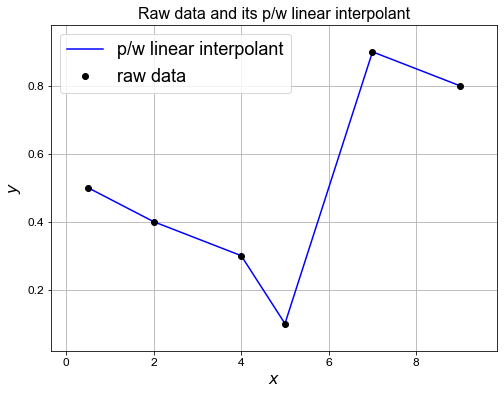 Raw data and its p/w linear interpolant
p/w linear interpolant
raw data
0.8
0.6
0.4
0.2
y
0 2 4 6 8
x